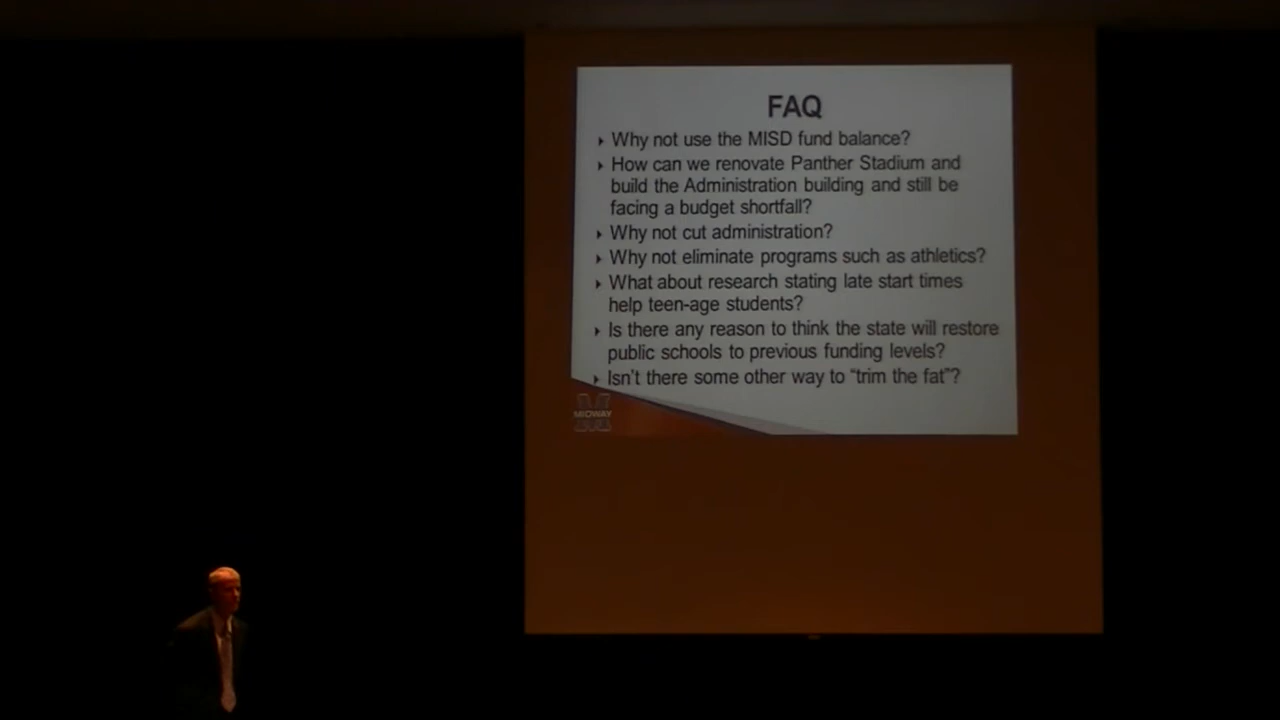 FAQ
Why not use the MISD fund balance?
How can we renovate Panther Stadium and
build the Administration building and still be
facing a budget shortfall?
Why not cut administration?
Why not eliminate programs such as athletics?
What about research stating late start times
help teen-age students?
Is there any reason to think the state will restore
public schools to previous funding levels?
Isn't there some other way to “trim the fat”?
M
MIDWAY